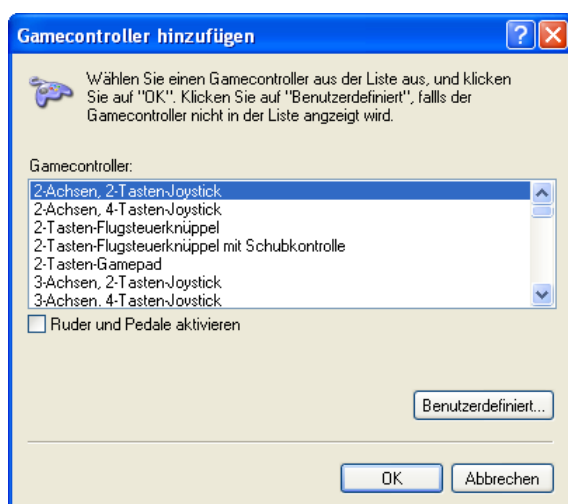 Gamecontroller hinzufügen
Wählen Sie einen Gamecontroller aus der Liste aus, und klicken
Sie auf "OK". Klicken Sie auf "Benutzerdefiniert", fallls der
Gamecontroller nicht in der Liste angzeigt wird.
Gamecontroller:
2-Achsen, 2-Tasten-Joystick
2-Achsen, 4-Tasten-Joystick
2-Tasten-Flugsteuerknüppel
2-Tasten-Flugsteuerknüppel mit Schubkontrolle
2-Tasten-Gamepad
3-Achsen, 2-Tasten-Joystick
3-Achsen. 4-Tasten-Joystick
Ruder und Pedale aktivieren
Benutzerdefiniert...
OK
Abbrechen